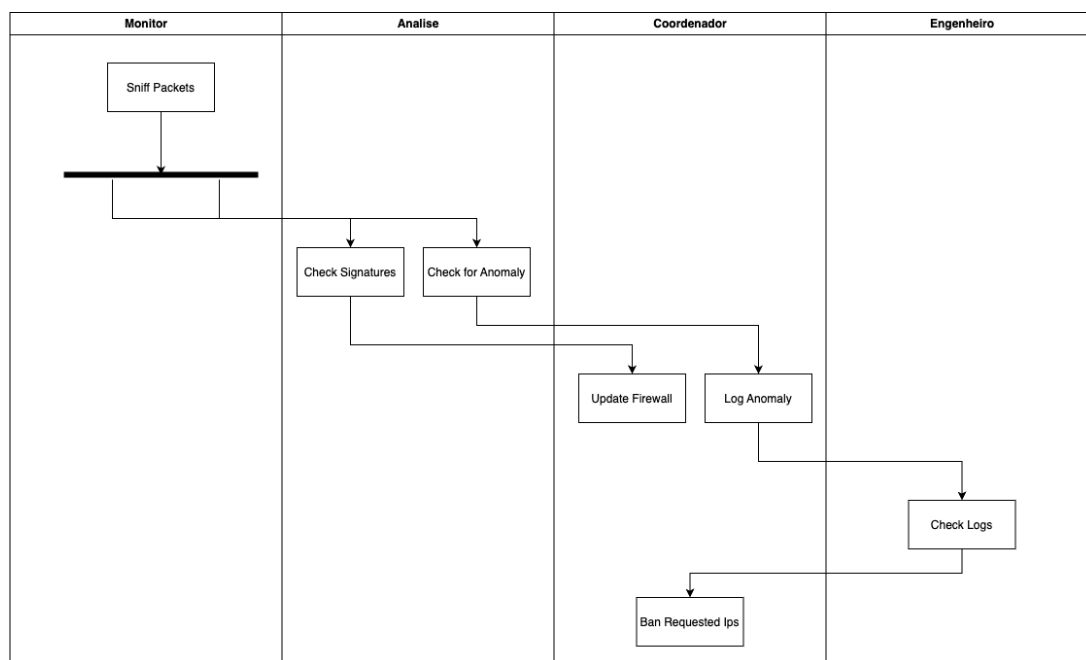 Monitor
Analise
Coordenador
Engenheiro
Sniff Packets
Check Signatures
Check for Anomaly
Update Firewall
Log Anomaly
Check Logs
Ban Requested Ips